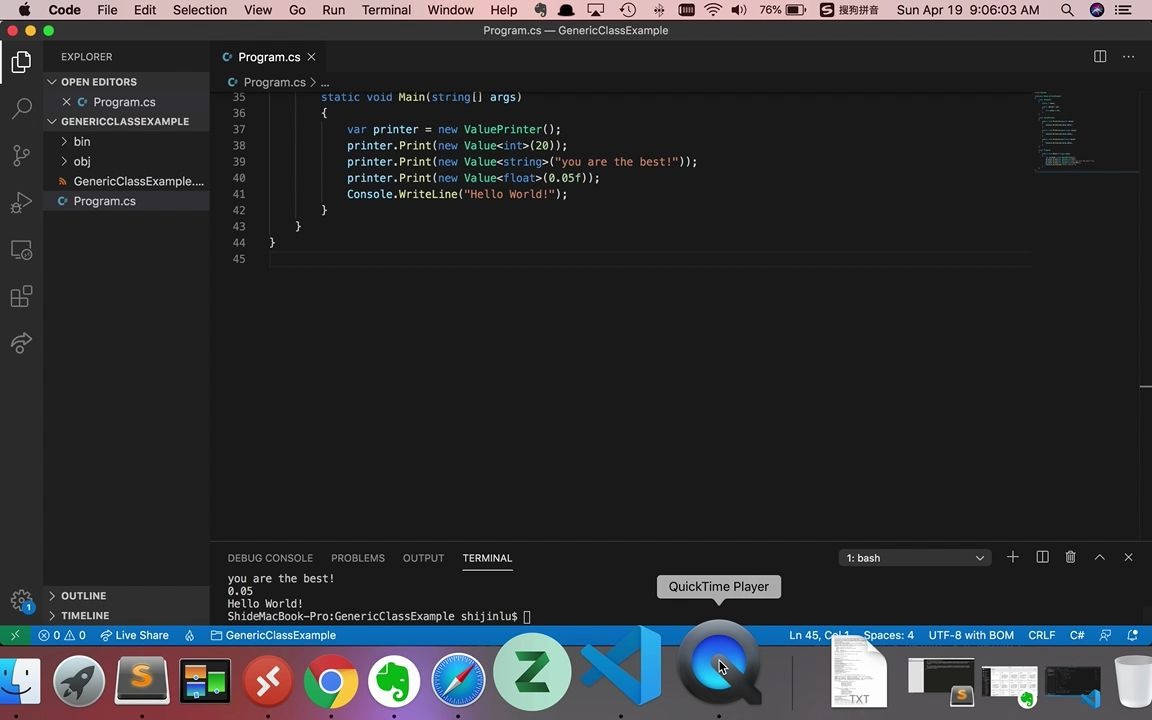 Code File Edit Selection View Go Run Terminal Window Help 76% 搜狗拼音 Sun Apr 19 9:06:03 AM
Program.cs — GenericClassExample
EXPLORER
OPEN EDITORS
Program.cs
GENERICCLASSEXAMPLE
bin
obj
GenericClassExample....
Program.cs
OUTLINE
TIMELINE
Program.cs
Program.cs > ...
35 static void Main(string[] args)
36 {
37 var printer = new ValuePrinter();
38 printer.Print(new Value<int>(20));
39 printer.Print(new Value<string>("you are the best!"));
40 printer.Print(new Value<float>(0.05f));
41 Console.WriteLine("Hello World!");
42 }
43 }
44 }
45
DEBUG CONSOLE PROBLEMS OUTPUT TERMINAL 1: bash
you are the best!
0.05
Hello World!
ShideMacBook-Pro:GenericClassExample shijinlu$
QuickTime Player
1
0 0 Live Share GenericClassExample Ln 45, Col 1 Spaces: 4 UTF-8 with BOM CRLF C#
TXT